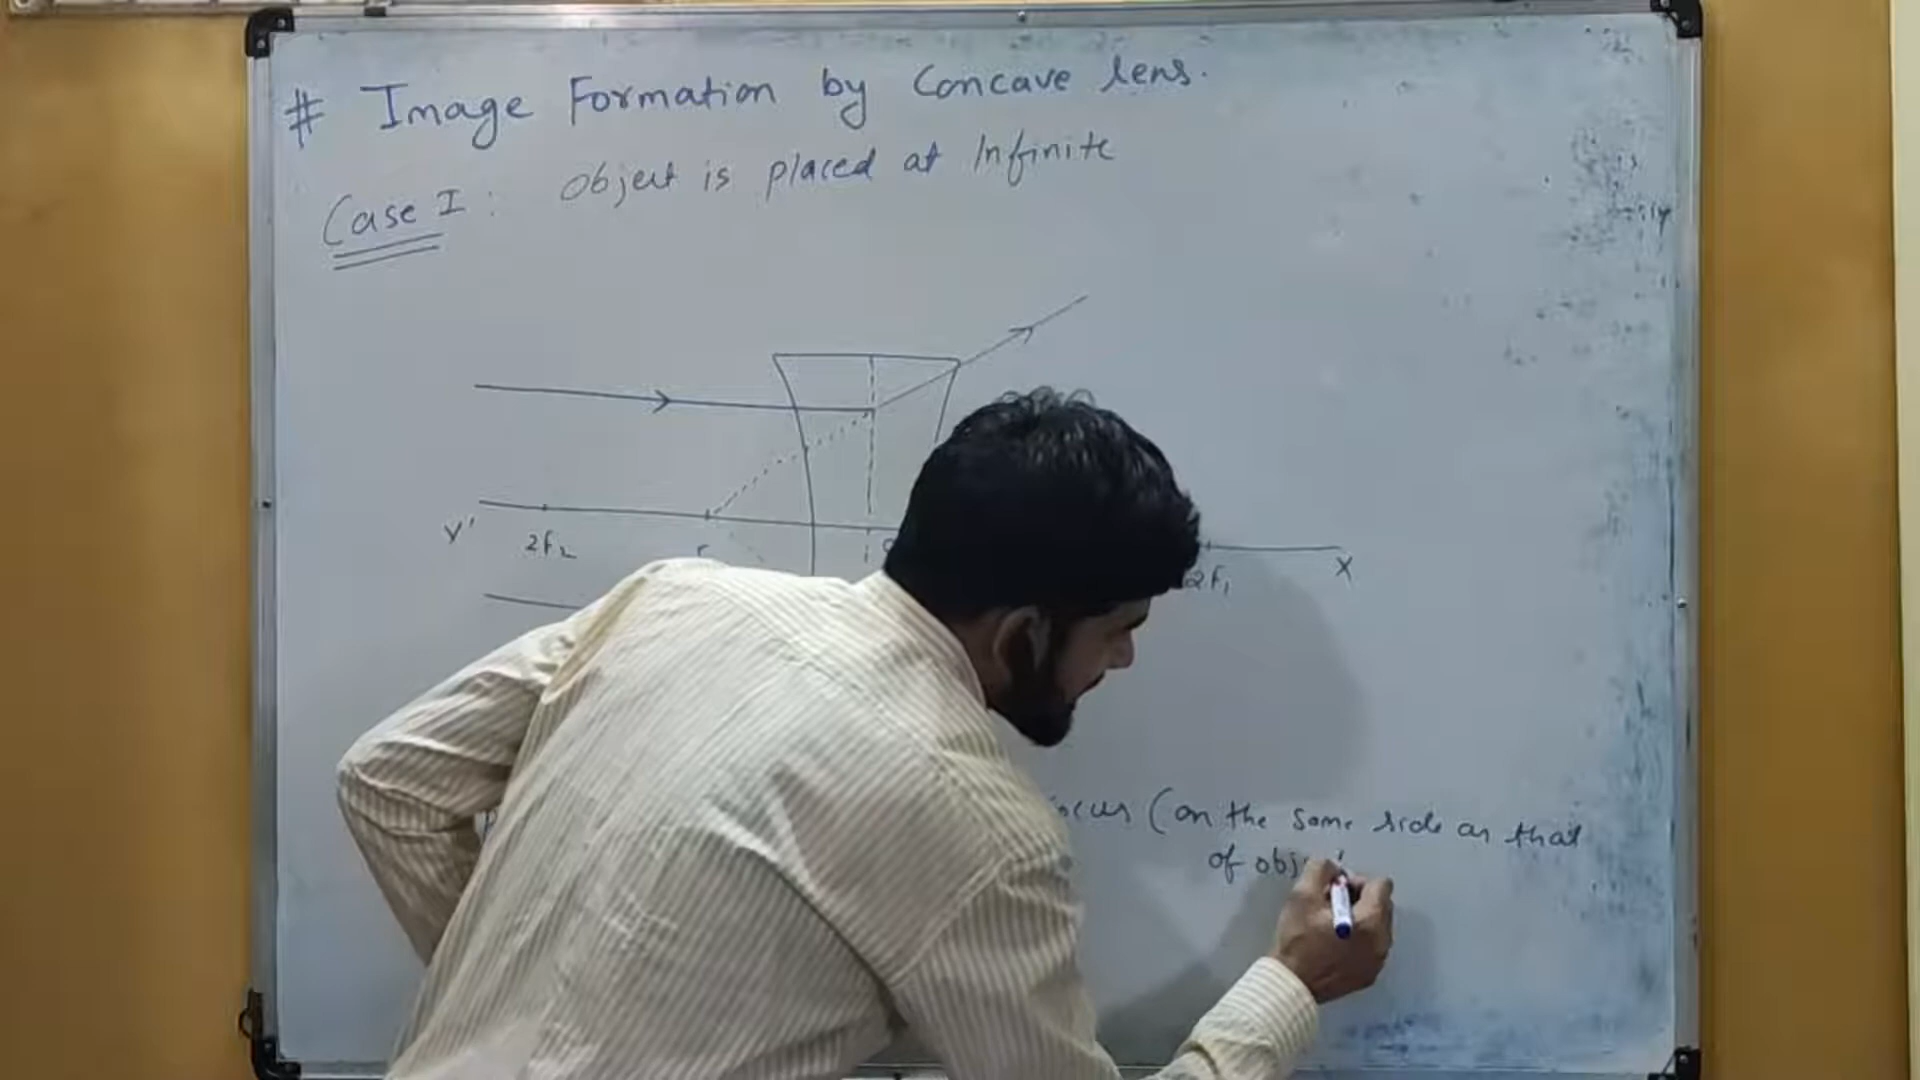 # Image Formation by Concave lens.
Case I : Object is placed at Infinite
X'
2F₂
2F₁
X
(on the same side as that
of obj